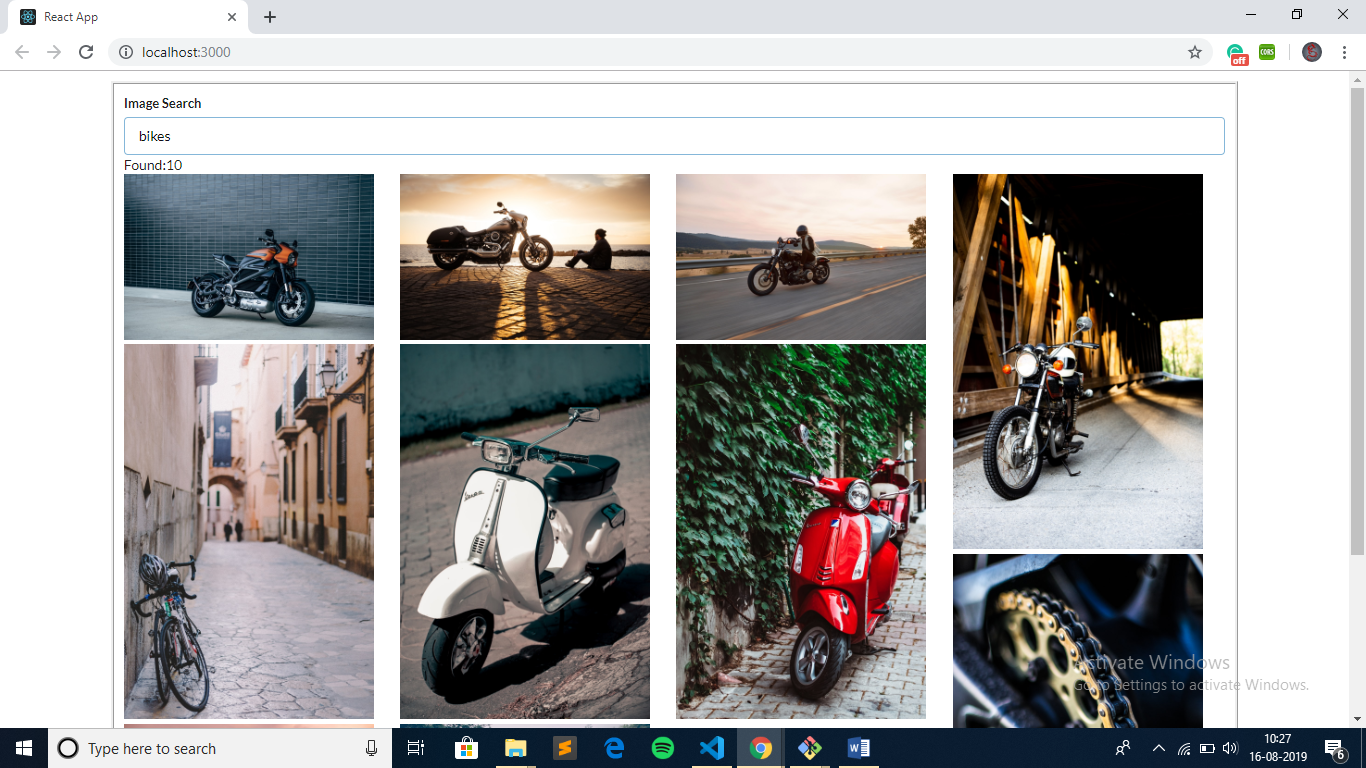 React App
localhost:3000
off
CORS
Image Search
bikes
Found:10
Vespa
Activate Windows
Go to Settings to activate Windows.
Type here to search
10:27
16-08-2019
6